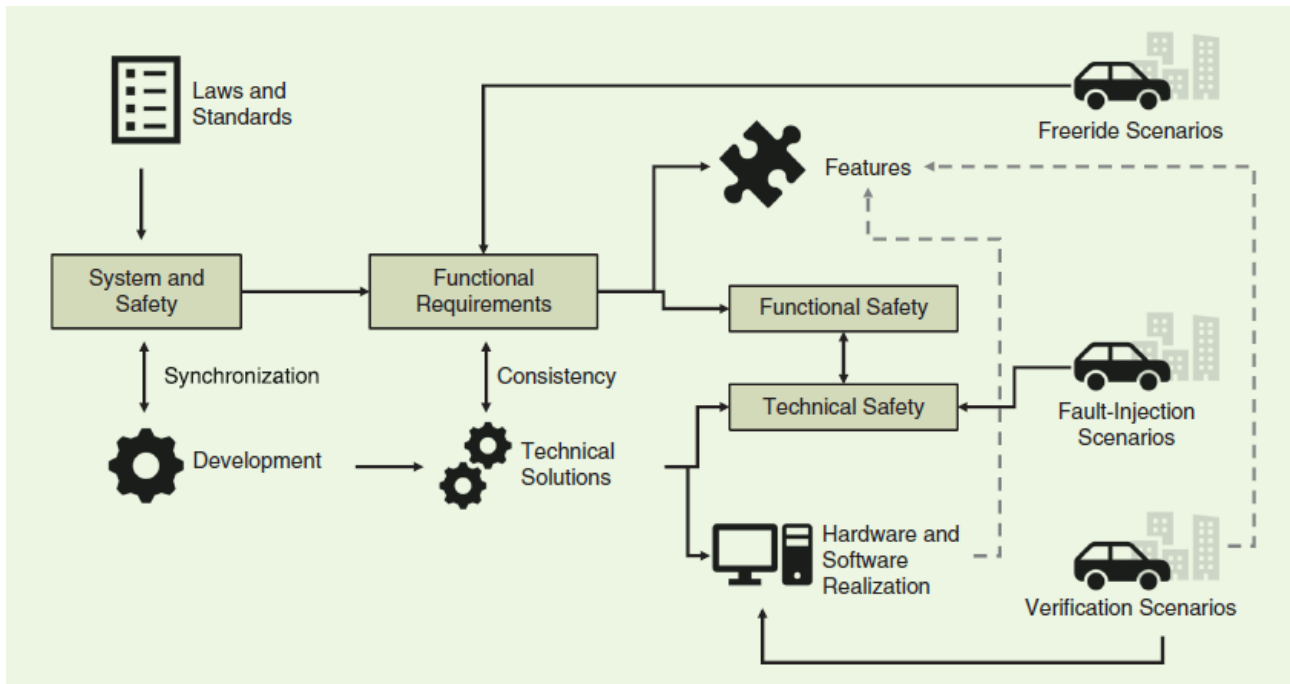 Laws and
Standards
Freeride Scenarios
Features
System and
Safety
Functional
Requirements
Functional Safety
Synchronization
Consistency
Technical Safety
Fault-Injection
Scenarios
Development
Technical
Solutions
Hardware and
Software
Realization
Verification Scenarios